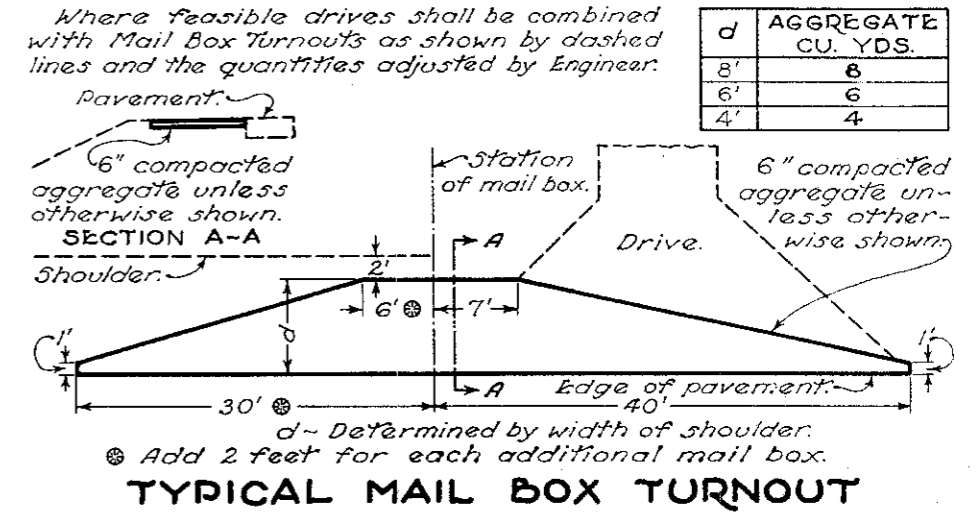 Where feasible drives shall be combined
with Mail Box Turnouts as shown by dashed
lines and the quantities adjusted by Engineer.
d AGGREGATE CU. YDS.
8' 8
6' 6
4' 4
Pavement.
6" compacted
aggregate unless
otherwise shown.
SECTION A~A
Station
of mail box.
6" compacted
aggregate un-
less other-
wise shown.
Drive.
Shoulder.
A
2'
6' ⊛ 7'
d
1'
1'
A
Edge of pavement.
30' ⊛ 40'
d ~ Determined by width of shoulder.
⊛ Add 2 feet for each additional mail box.
TYPICAL MAIL BOX TURNOUT